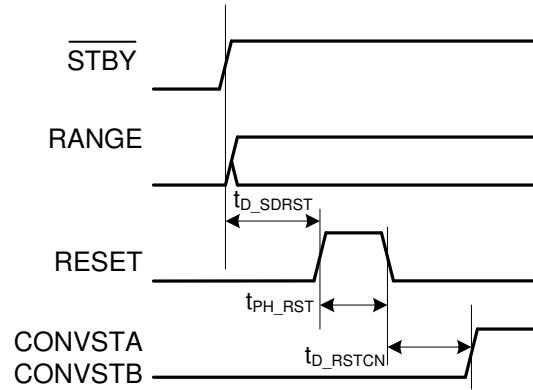 STBY
RANGE
tD_SDRST
RESET
tPH_RST
CONVSTA
tD_RSTCN
CONVSTB